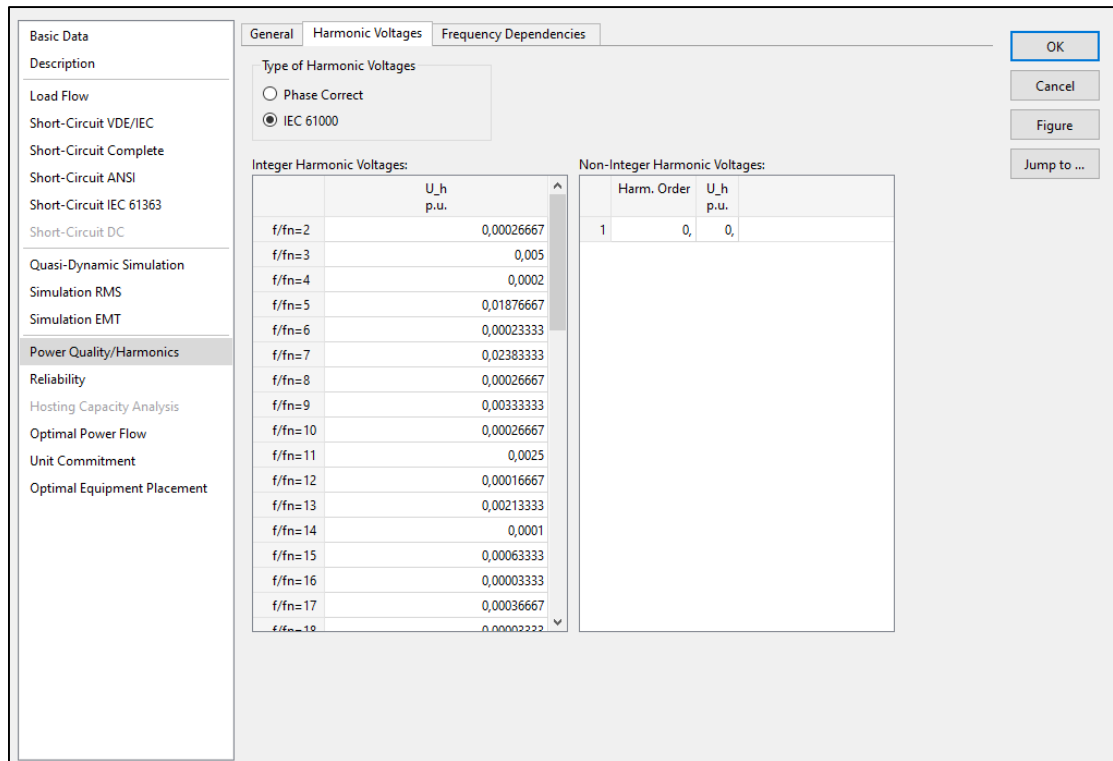 Basic Data
Description
Load Flow
Short-Circuit VDE/IEC
Short-Circuit Complete
Short-Circuit ANSI
Short-Circuit IEC 61363
Short-Circuit DC
Quasi-Dynamic Simulation
Simulation RMS
Simulation EMT
Power Quality/Harmonics
Reliability
Hosting Capacity Analysis
Optimal Power Flow
Unit Commitment
Optimal Equipment Placement
General Harmonic Voltages Frequency Dependencies
Type of Harmonic Voltages
Phase Correct
IEC 61000
Integer Harmonic Voltages:
U_h
p.u.
f/fn=2 0,00026667
f/fn=3 0,005
f/fn=4 0,0002
f/fn=5 0,01876667
f/fn=6 0,00023333
f/fn=7 0,02383333
f/fn=8 0,00026667
f/fn=9 0,00333333
f/fn=10 0,00026667
f/fn=11 0,0025
f/fn=12 0,00016667
f/fn=13 0,00213333
f/fn=14 0,0001
f/fn=15 0,00063333
f/fn=16 0,00003333
f/fn=17 0,00036667
f/fn=18 0,00003333
Non-Integer Harmonic Voltages:
Harm. Order U_h
p.u.
1 0, 0,
OK
Cancel
Figure
Jump to ...